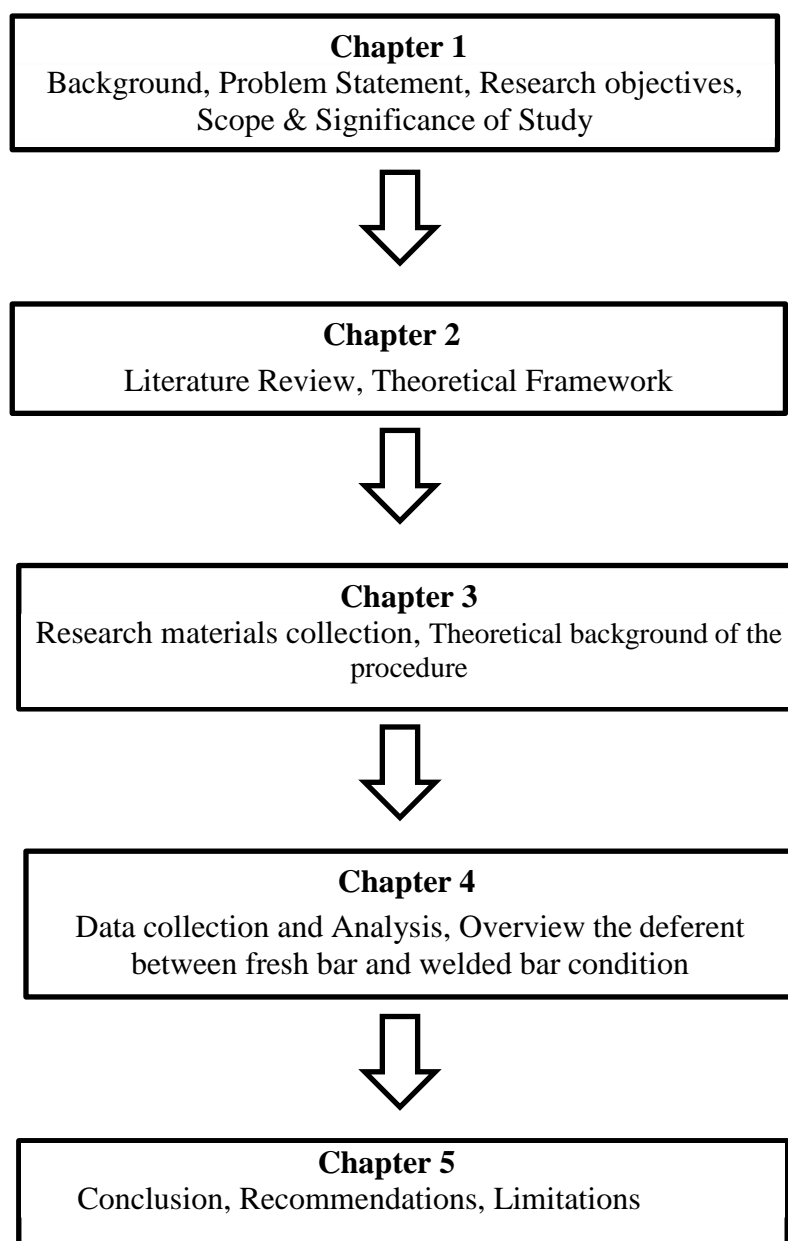 Chapter 1
Background, Problem Statement, Research objectives,
Scope & Significance of Study
Chapter 2
Literature Review, Theoretical Framework
Chapter 3
Research materials collection, Theoretical background of the
procedure
Chapter 4
Data collection and Analysis, Overview the deferent
between fresh bar and welded bar condition
Chapter 5
Conclusion, Recommendations, Limitations